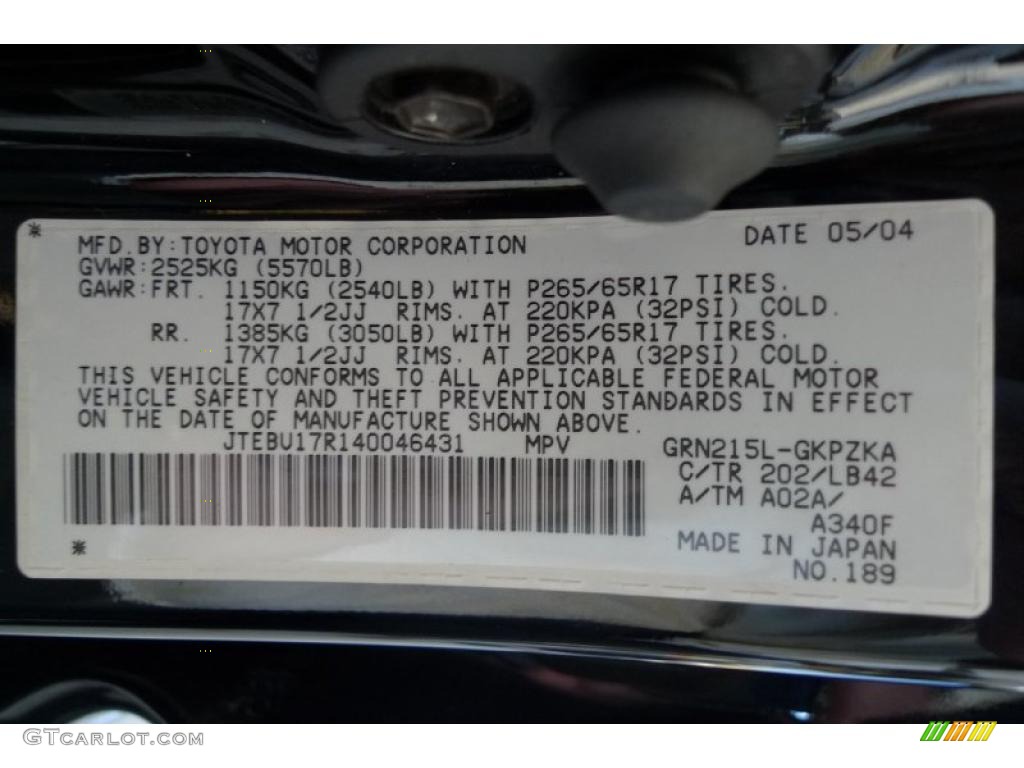 DATE 05/04
MFD.BY:TOYOTA MOTOR CORPORATION
GVWR:2525KG (5570LB)
GAWR:FRT. 1150KG (2540LB) WITH P265/65R17 TIRES.
17X7 1/2JJ RIMS. AT 220KPA (32PSI) COLD.
RR. 1385KG (3050LB) WITH P265/65R17 TIRES.
17X7 1/2JJ RIMS. AT 220KPA (32PSI) COLD.
THIS VEHICLE CONFORMS TO ALL APPLICABLE FEDERAL MOTOR
VEHICLE SAFETY AND THEFT PREVENTION STANDARDS IN EFFECT
ON THE DATE OF MANUFACTURE SHOWN ABOVE.
JTEBU17R140046431 MPV GRN215L-GKPZKA
C/TR 202/LB42
A/TM A02A/
A340F
MADE IN JAPAN
NO.189
GTcarlot.com